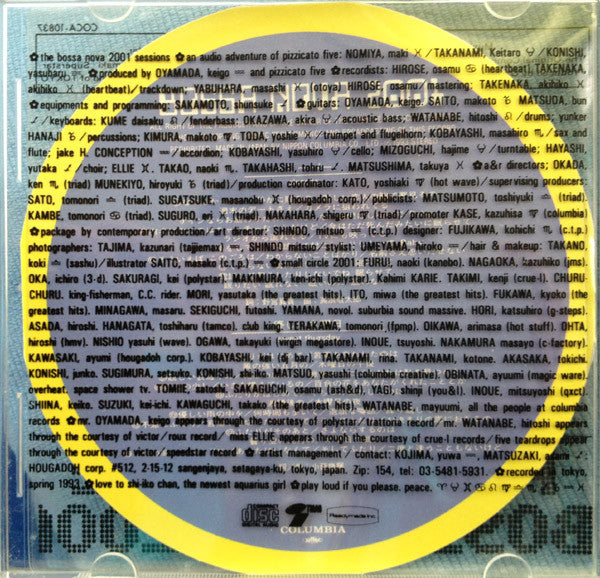 COCA-10837
✿the bossa nova 2001 sessions ✿an audio adventure of pizzicato five: NOMIYA, maki ♓/TAKANAMI, Keitaro ♈/KONISHI,
yasuharu ♒✿produced by OYAMADA, keigo ♒ and pizzicato five ✿recordists: HIROSE, osamu ♋ (heartbeat), TAKENAKA,
akihiko ♓ (heartbeat)/trackdown: YABUHARA, masashi (otoya) HIROSE, osamu/mastering: TAKENAKA, akihiko ♓
✿equipments and programming: SAKAMOTO, shunsuke ✿guitars: OYAMADA, keigo, SAITO, makoto MATSUDA, bun
/keyboards: KUME daisaku /fenderbass: OKAZAWA, akira /acoustic bass: WATANABE, hitoshi /drums; yunker
HANAJI /percussions; KIMURA, makoto TODA, yoshie /trumpet and flugelhorn; KOBAYASHI, masahiro /sax and
flute; jake H. CONCEPTION —/accordion; KOBAYASHI, yasuhiro /cello; MIZOGUCHI, hajime /turntable; HAYASHI,
yutaka /choir; ELLIE TAKAO, naoki TAKAHASHI, tohru MATSUSHIMA, takuya ✿a&r directors; OKADA,
ken (triad) MUNEKIYO, hiroyuki (triad)/production coordinator: KATO, yoshiaki (hot wave)/supervising producers:
SATO, tomonori (triad). SUGATSUKE, masanobu (hougadoh corp.)/publicists: MATSUMOTO, toshiyuki (triad).
KAMBE, tomonori (triad). SUGURO, ori (triad). NAKAHARA, shigeru (triad)/promoter KASE, kazuhisa (columbia)
✿package by contemporary production/art director: SHINDO, mitsuo (c.t.p.) designer: FUJIKAWA, kohichi (c.t.p.)
photographers: TAJIMA, kazunari (tajjiemax) SHINDO mitsuo/stylist: UMEYAMA, hiroko —/hair & makeup: TAKANO,
koki (sashu)/illustrator SAITO, masako (c.t.p.) ✿small circle 2001: FURU, naoki (kanebo). NAGAOKA, kazuhiko (jms).
OKA, ichiro (3·d). SAKURAGI, kei (polystar) MAKIMURA, ken-ichi (polystar). Kahimi KARIE. TAKIMI, kenji (crue-l). CHURU-
CHURU. king-fisherman, C.C. rider. MORI, yasutaka (the greatest hits). ITO, miwa (the greatest hits). FUKAWA, kyoko (the
greatest hits). MINAGAWA, masaru. SEKIGUCHI, futoshi. YAMANA, novel. suburbia sound massive. HORI, katsuhiro (g-steps).
ASADA, hiroshi. HANAGATA, toshiharu (tamco). club king. TERAKAWA, tomonori (fpmp). OIKAWA, arimasa (hot stuff). OHTA,
hiroshi (hmv). NISHIO yasuhi (wave). OGAWA, takayuki (virgin megastore). INOUE, tsuyoshi. NAKAMURA masayo (c-factory).
KAWASAKI, ayumi (hougadoh corp.). KOBAYASHI, kei (dj bar). TAKANAMI, rina. TAKANAMI, kotone. AKASAKA, tokichi.
KONISHI, junko. SUGIMURA, setsuko. KONISHI, shi-iko. MATSUO, yasushi (columbia creative). OBINATA, ayuumi (magic ware).
overheat. space shower tv. TOMIIE, satoshi. SAKAGUCHI, osamu (ash&d). YAGI, shinji (you&I). INOUE, mitsuyoshi (qxct).
SHIINA, keiko. SUZUKI, kei-ichi. KAWAGUCHI, takako (the greatest hits). WATANABE, mayuumi, all the people at columbia
records ✿mr. OYAMADA, keigo appears through the courtesy of polystar/trattoria record/mr. WATANABE, hitoshi appears
through the courtesy of victor/roux record/miss ELLIE appears through the courtesy of crue-l records/five teardrops appear
through the courtesy of victor/speedstar record ✿artist management/contact: KOJIMA, yuwa —, MATSUZAKI, yami
HOUGADOH corp. #512, 2-15-12 sangenjaya, setagaya-ku, tokyo, japan. Zip: 154, tel: 03-5481-5931. ✿recorded in tokyo,
spring 1993 ✿love to shi-iko chan, the newest aquarius girl ✿play loud if you please. peace.
COMPACT
disc
DIGITAL AUDIO
COLUMBIA
Readymade Inc.